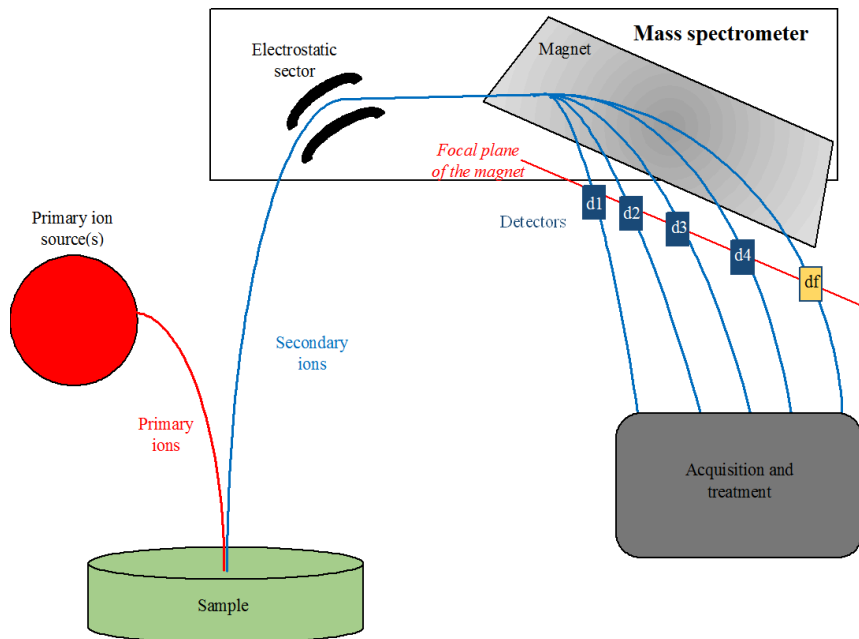 Mass spectrometer
Electrostatic
sector
Magnet
Focal plane
of the magnet
Primary ion
source(s)
Detectors
d1
d2
d3
d4
df
Secondary
ions
Primary
ions
Acquisition and
treatment
Sample